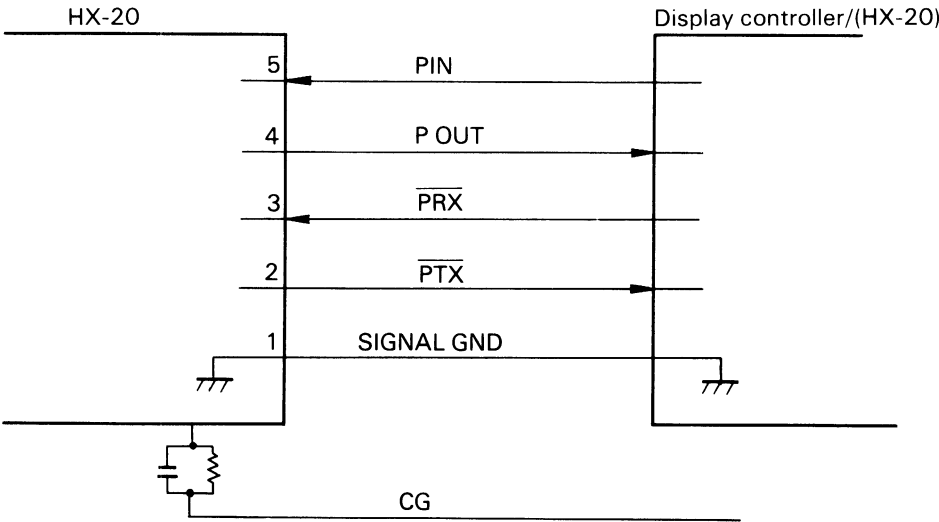 HX-20
Display controller/(HX-20)
5 PIN
4 P OUT
3 PRX
2 PTX
1 SIGNAL GND
CG